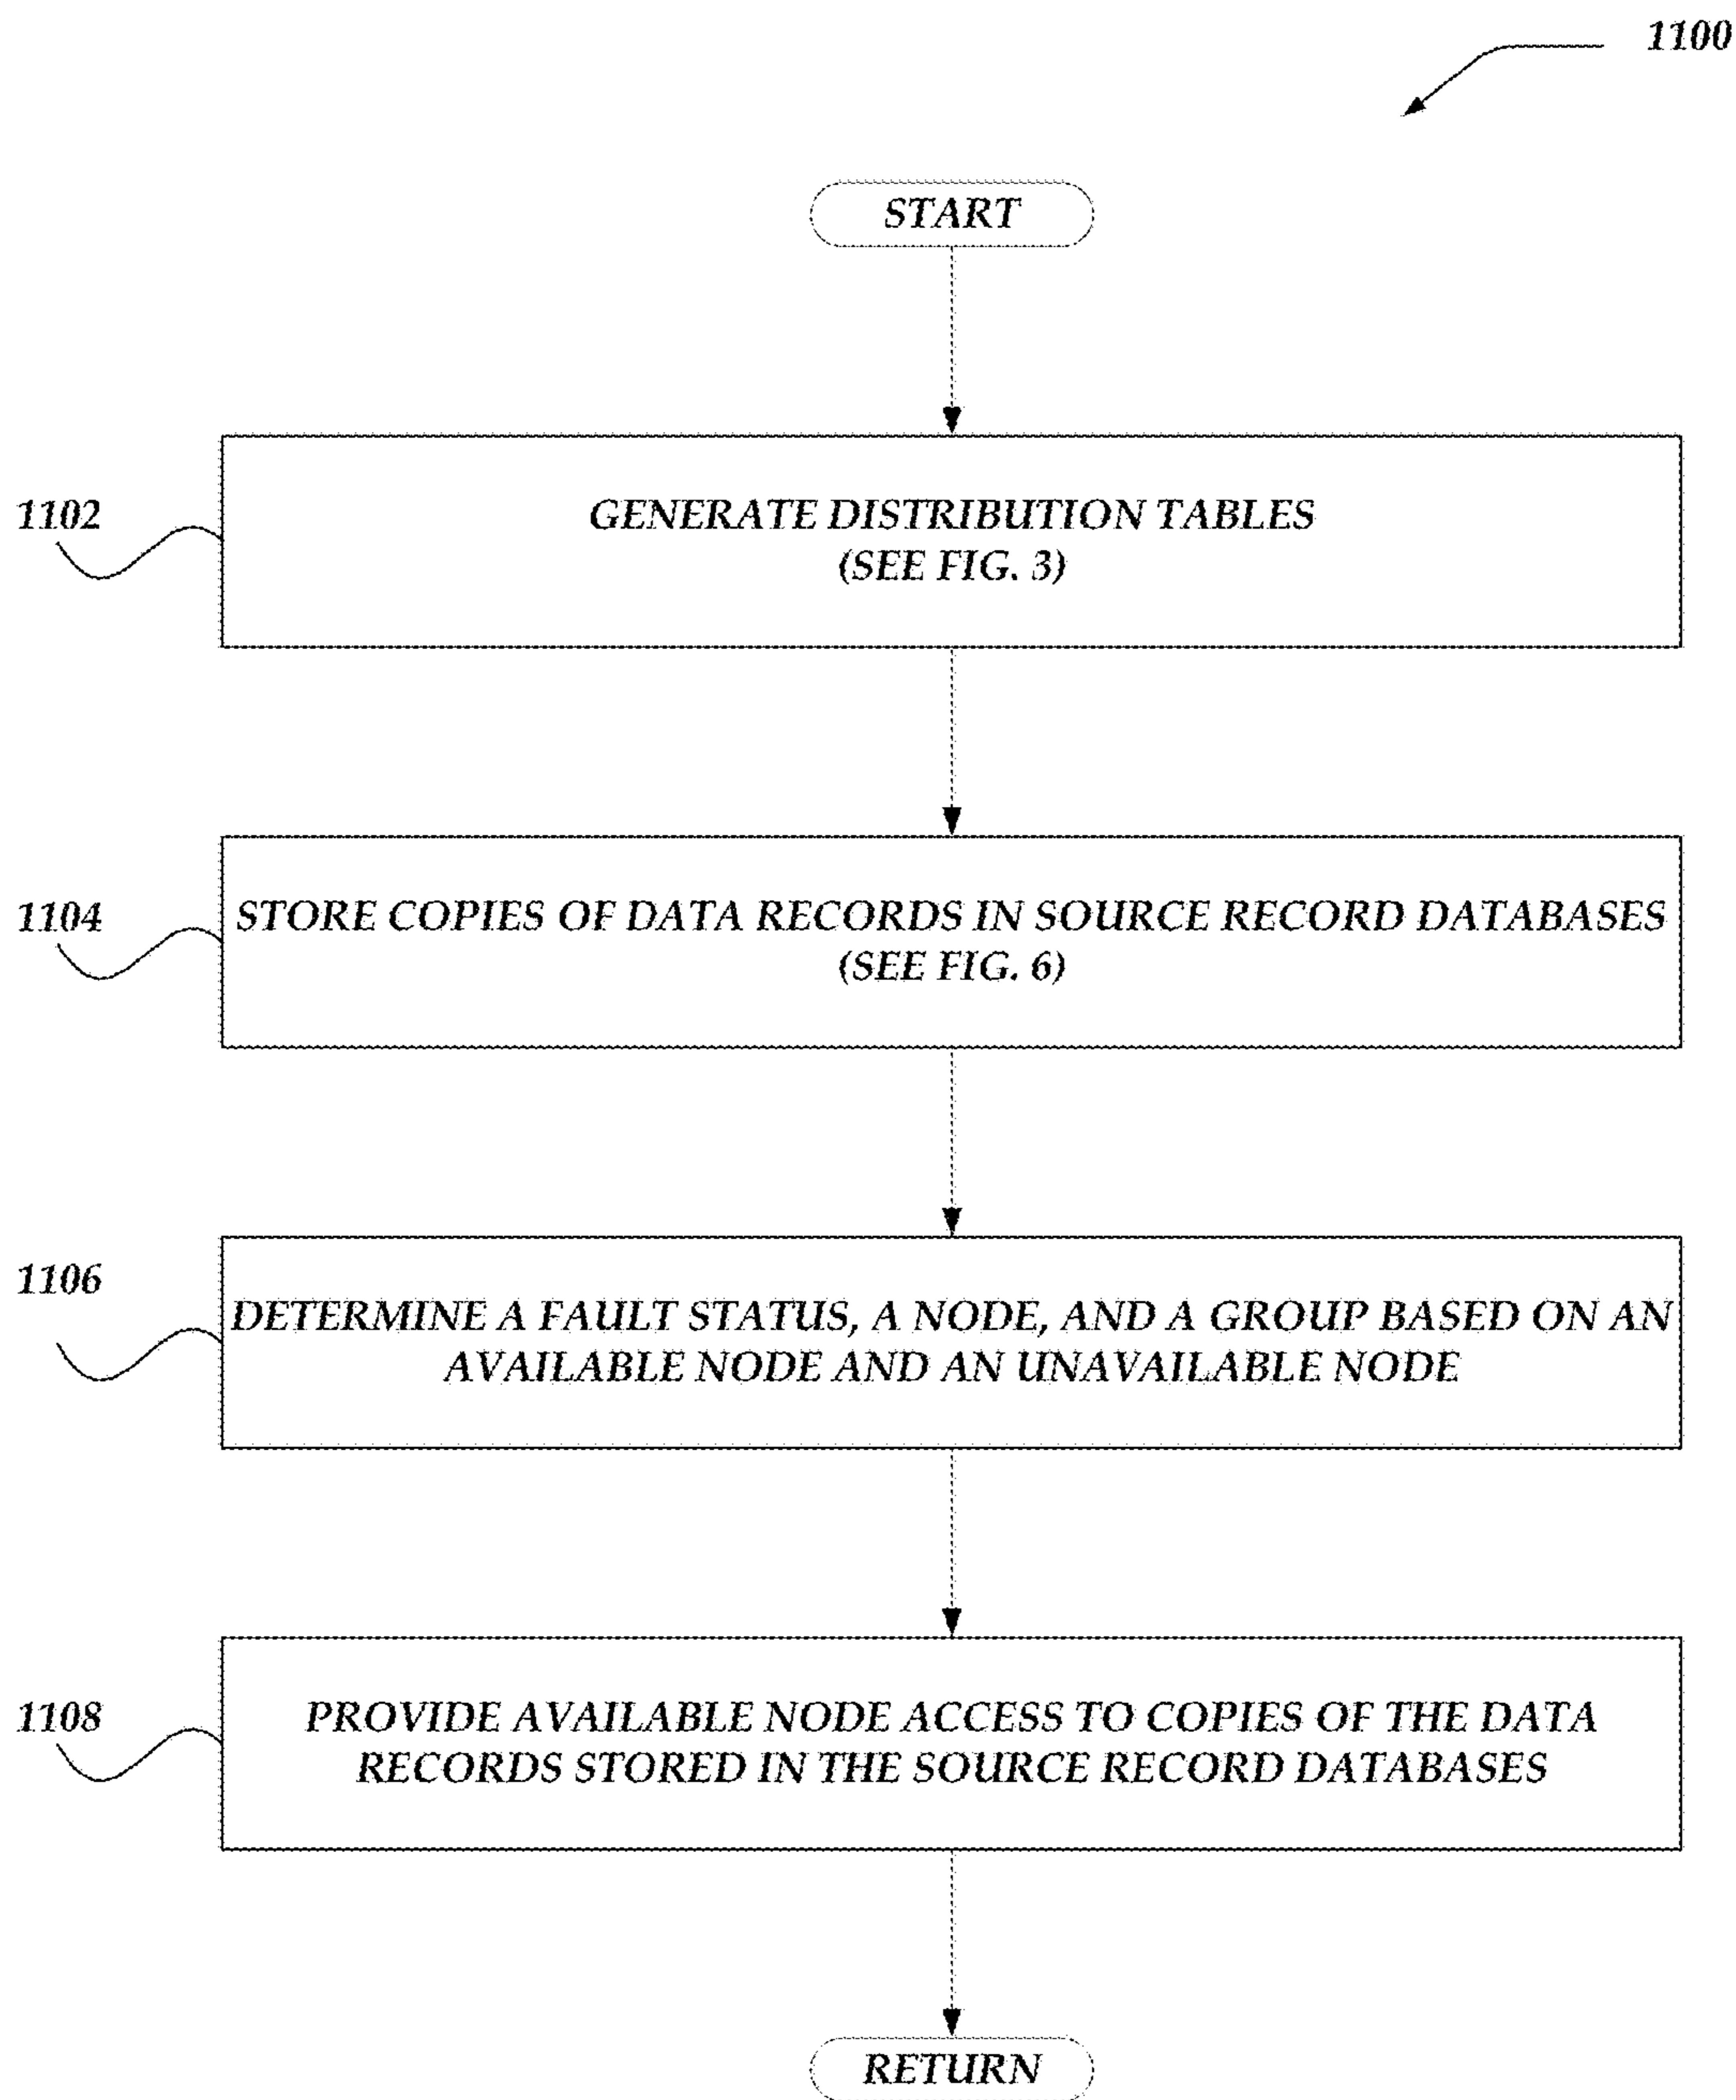 1100
START
1102
GENERATE DISTRIBUTION TABLES
(SEE FIG. 3)
1104
STORE COPIES OF DATA RECORDS IN SOURCE RECORD DATABASES
(SEE FIG. 6)
1106
DETERMINE A FAULT STATUS, A NODE, AND A GROUP BASED ON AN
AVAILABLE NODE AND AN UNAVAILABLE NODE
1108
PROVIDE AVAILABLE NODE ACCESS TO COPIES OF THE DATA
RECORDS STORED IN THE SOURCE RECORD DATABASES
RETURN